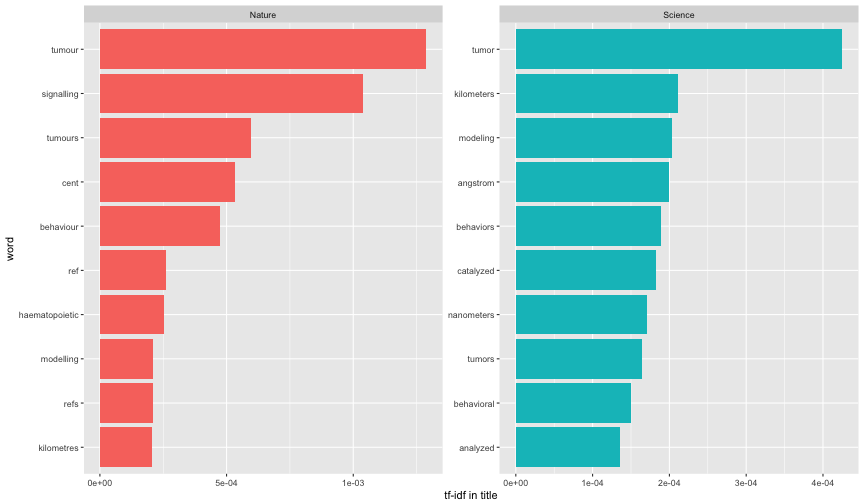 Nature
Science
word
tumour
signalling
tumours
cent
behaviour
ref
haematopoietic
modelling
refs
kilometres
0e+00 5e-04 1e-03
tumor
kilometers
modeling
angstrom
behaviors
catalyzed
nanometers
tumors
behavioral
analyzed
0e+00 1e-04 2e-04 3e-04 4e-04
tf-idf in title